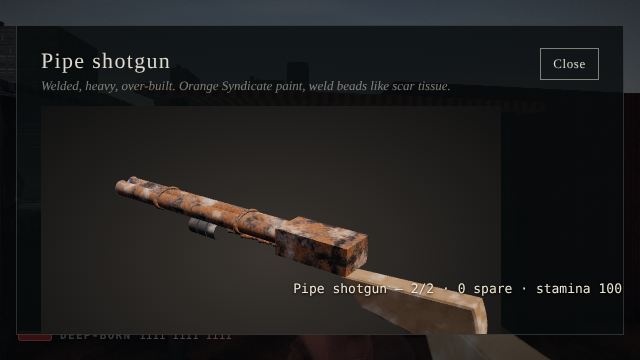 Pipe shotgun
Close
Welded, heavy, over-built. Orange Syndicate paint, weld beads like scar tissue.
Pipe shotgun — 2/2 · 0 spare · stamina 100